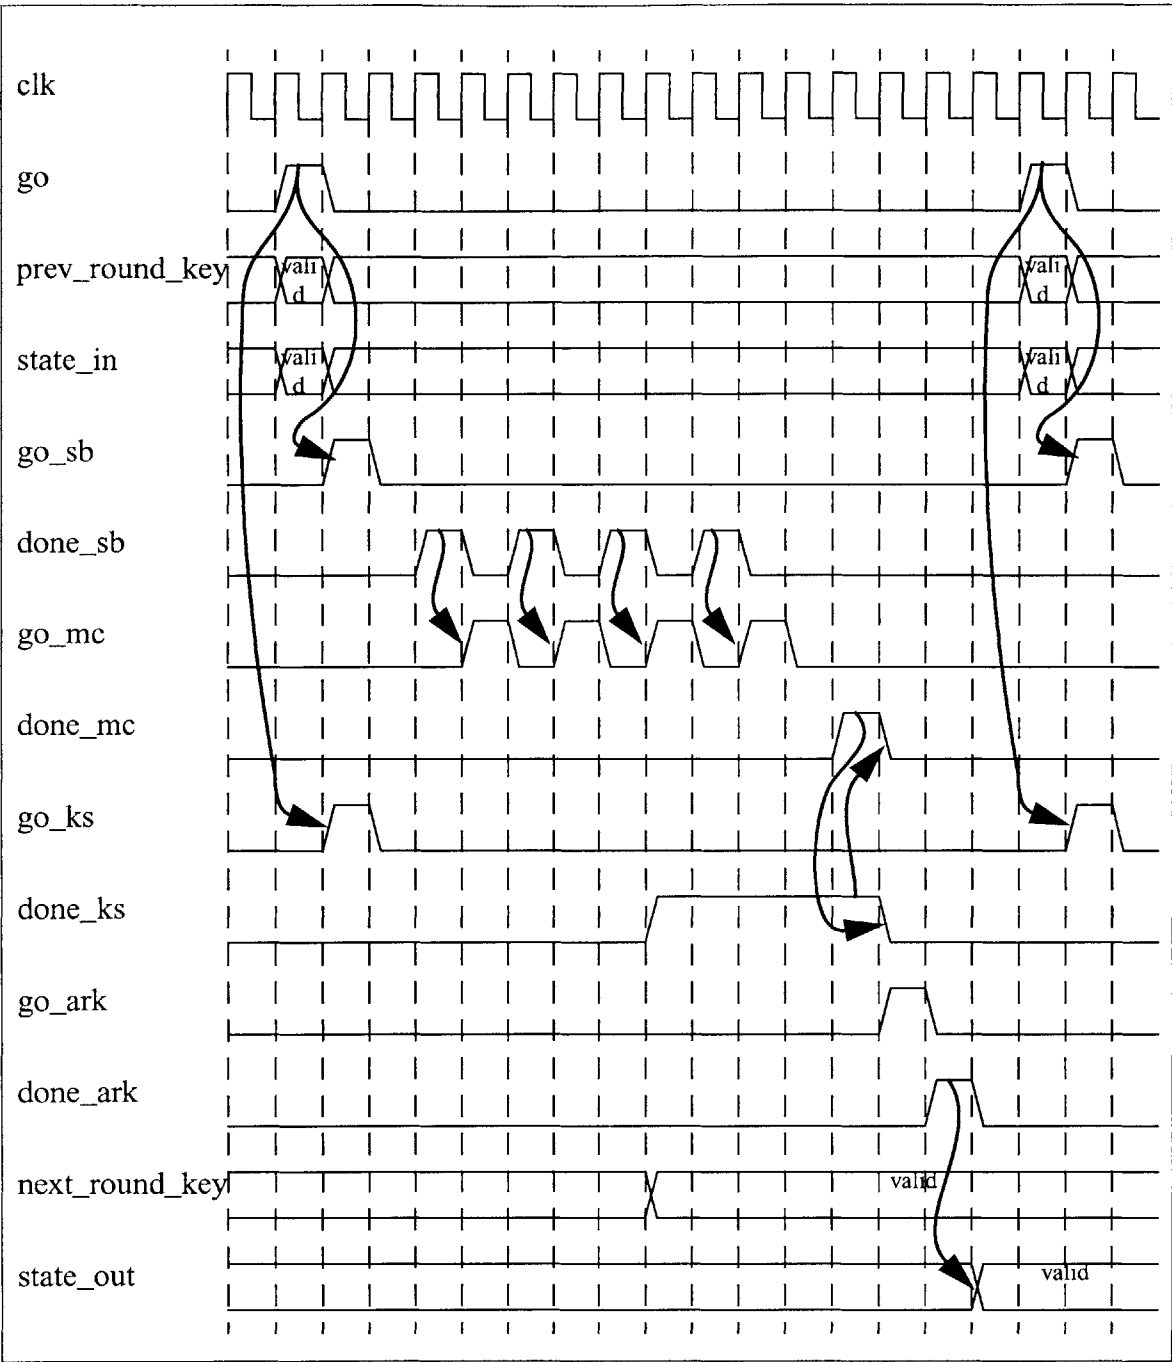 clk
go
prev_round_key
vali
d
vali
d
state_in
vali
d
vali
d
go_sb
done_sb
go_mc
done_mc
go_ks
done_ks
go_ark
done_ark
next_round_key
valid
state_out
valid